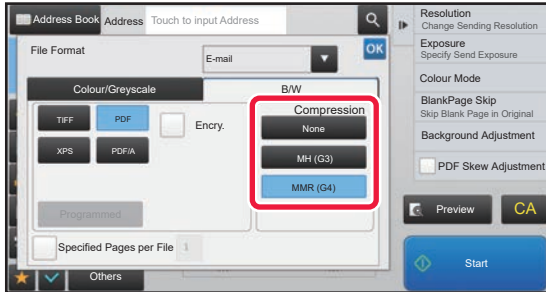 Address Book Address Touch to input Address
File Format
E-mail
OK
Colour/Greyscale
B/W
TIFF
PDF
Encry.
XPS
PDF/A
Programmed
Compression
None
MH (G3)
MMR (G4)
Specified Pages per File 1
Others
Resolution
Change Sending Resolution
Exposure
Specify Send Exposure
Colour Mode
BlankPage Skip
Skip Blank Page in Original
Background Adjustment
PDF Skew Adjustment
Preview
CA
Start